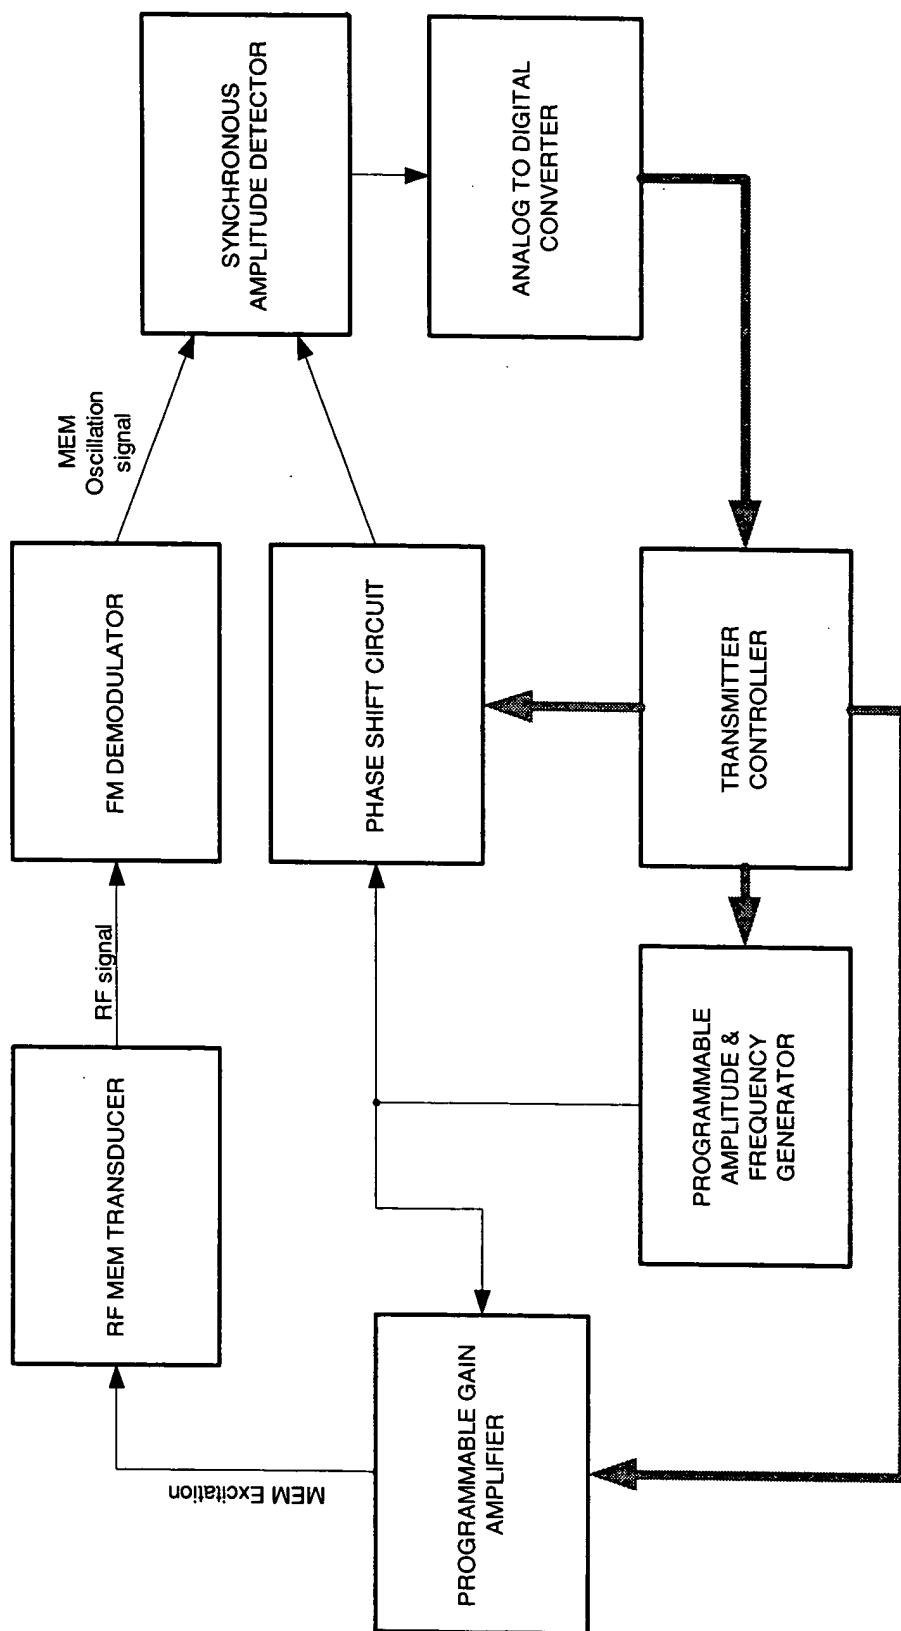 MEM Excitation
RF MEM TRANSDUCER
RF signal
FM DEMODULATOR
MEM
Oscillation
signal
SYNCHRONOUS
AMPLITUDE DETECTOR
PROGRAMMABLE GAIN
AMPLIFIER
PHASE SHIFT CIRCUIT
ANALOG TO DIGITAL
CONVERTER
PROGRAMMABLE
AMPLITUDE &
FREQUENCY
GENERATOR
TRANSMITTER
CONTROLLER